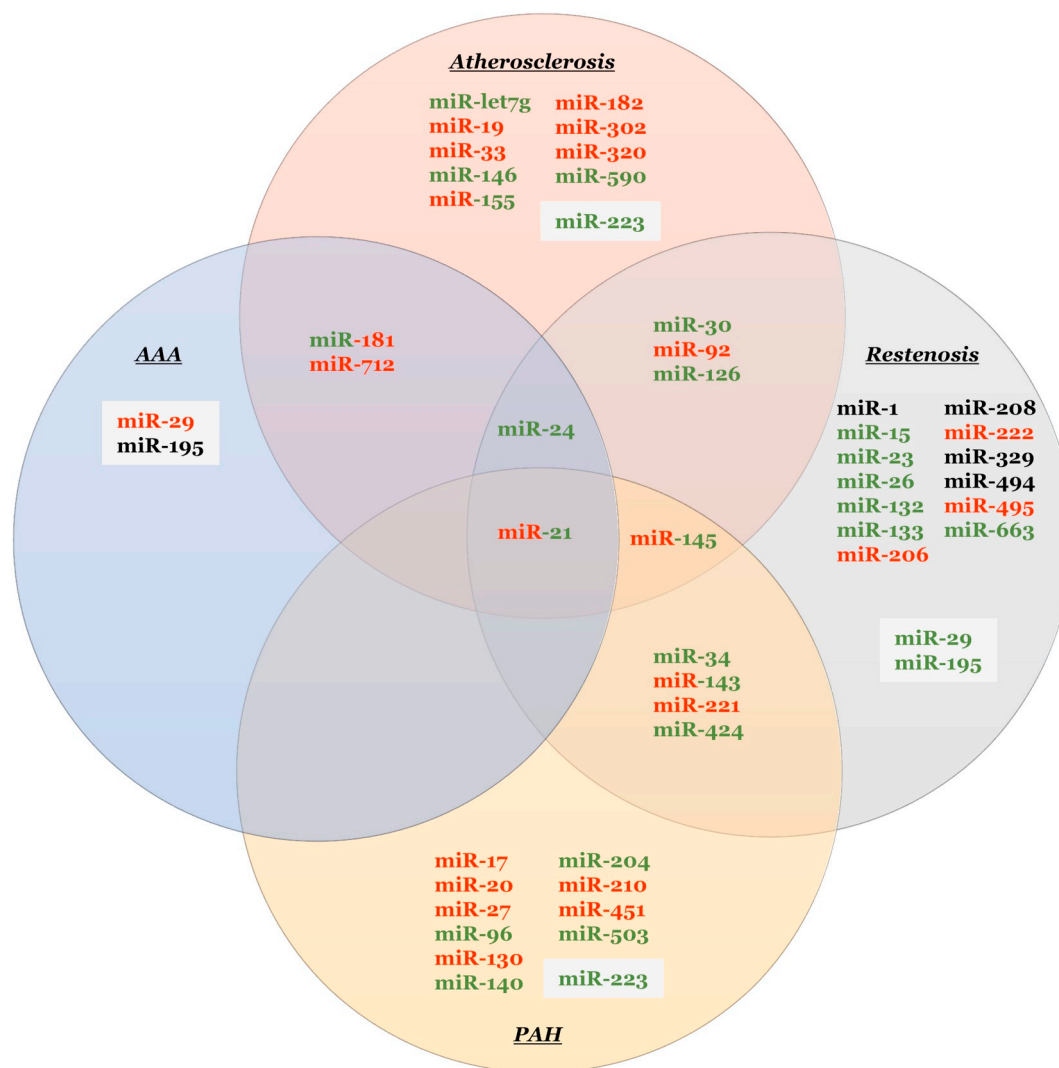 Atherosclerosis
miR-let7g miR-182
miR-19 miR-302
miR-33 miR-320
miR-146 miR-590
miR-155
miR-223
AAA
miR-29
miR-195
miR-181
miR-712
miR-30
miR-92
miR-126
miR-24
Restenosis
miR-1 miR-208
miR-15 miR-222
miR-23 miR-329
miR-26 miR-494
miR-132 miR-495
miR-133 miR-663
miR-206
miR-29
miR-195
miR-21
miR-145
miR-34
miR-143
miR-221
miR-424
miR-17 miR-204
miR-20 miR-210
miR-27 miR-451
miR-96 miR-503
miR-130
miR-140 miR-223
PAH